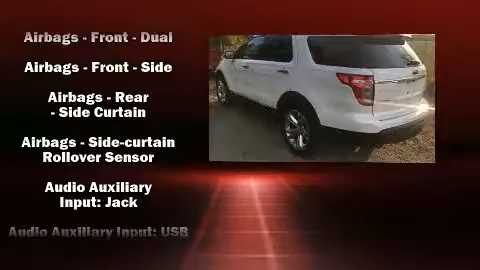 Airbags - Front - Dual
Airbags - Front - Side
Airbags - Rear
- Side Curtain
Airbags - Side-curtain
Rollover Sensor
Audio Auxiliary
Input: Jack
Audio Auxiliary Input: USB